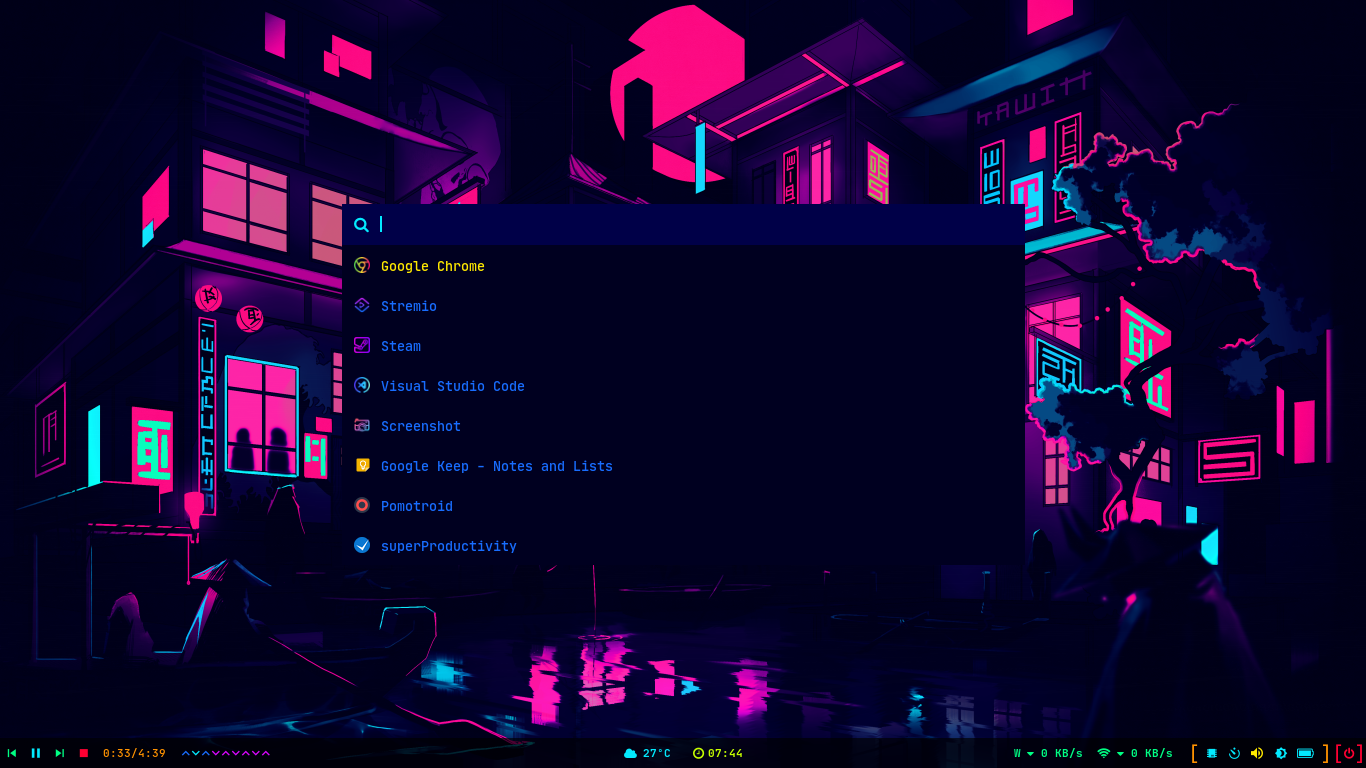 KAWITT
Google Chrome
Stremio
Steam
Visual Studio Code
Screenshot
Google Keep - Notes and Lists
Pomotroid
superProductivity
0:33/4:39
27°C
07:44
W 0 KB/s
0 KB/s
[ ] [ ]